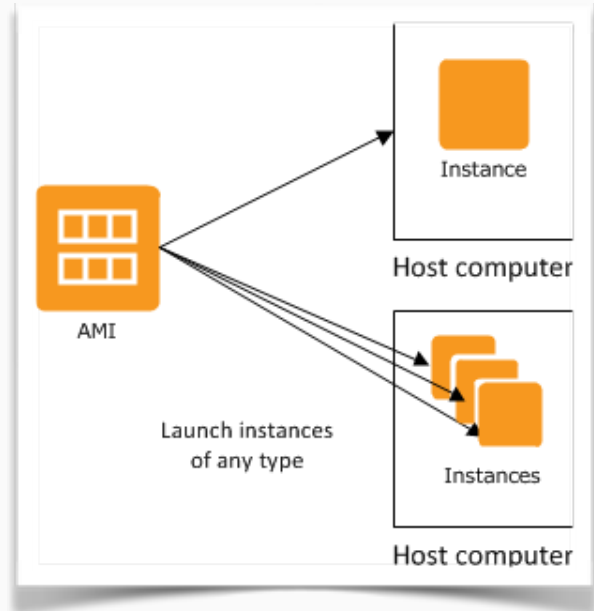 Instance
Host computer
AMI
Launch instances
of any type
Instances
Host computer